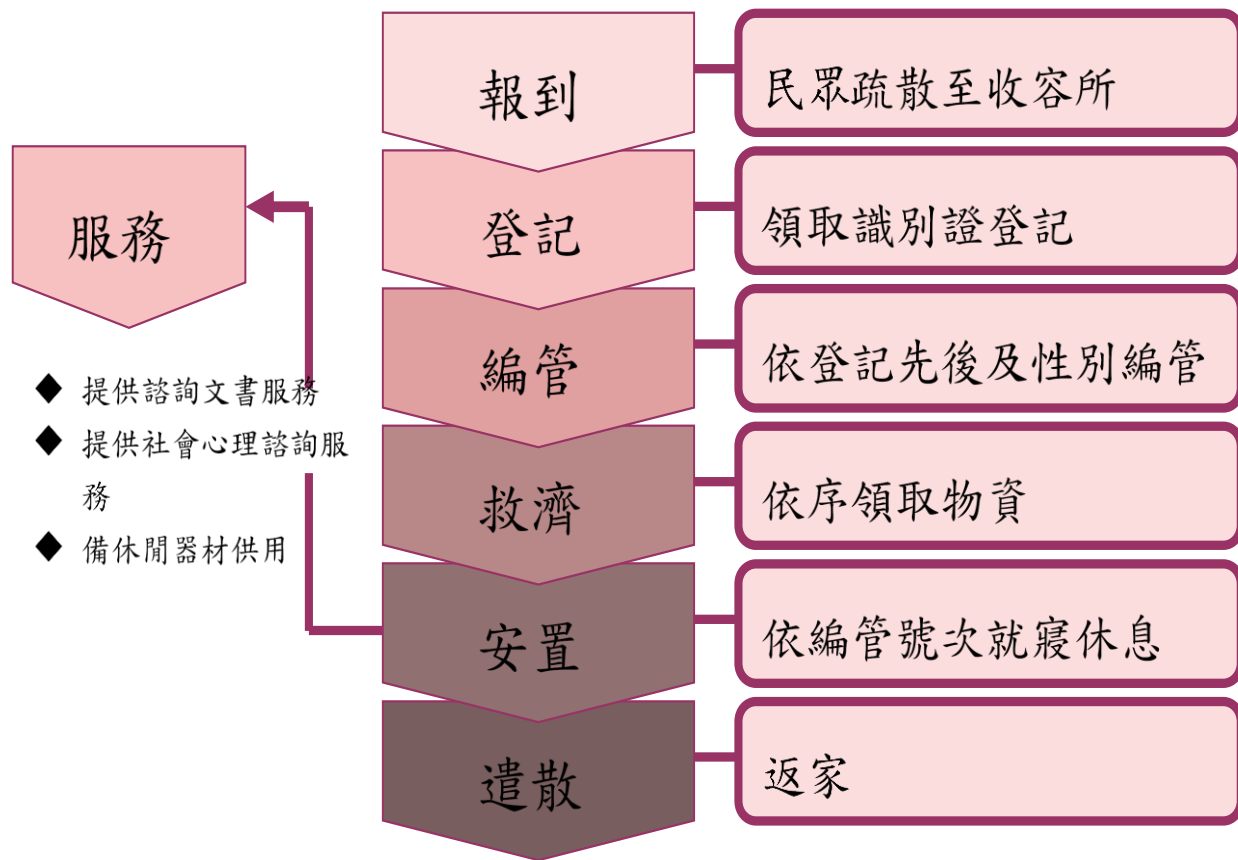 報到
民眾疏散至收容所
服務
登記
領取識別證登記
編管
依登記先後及性別編管
◆ 提供諮詢文書服務
◆ 提供社會心理諮詢服
務
◆ 備休閒器材供用
救濟
依序領取物資
安置
依編管號次就寢休息
遣散
返家